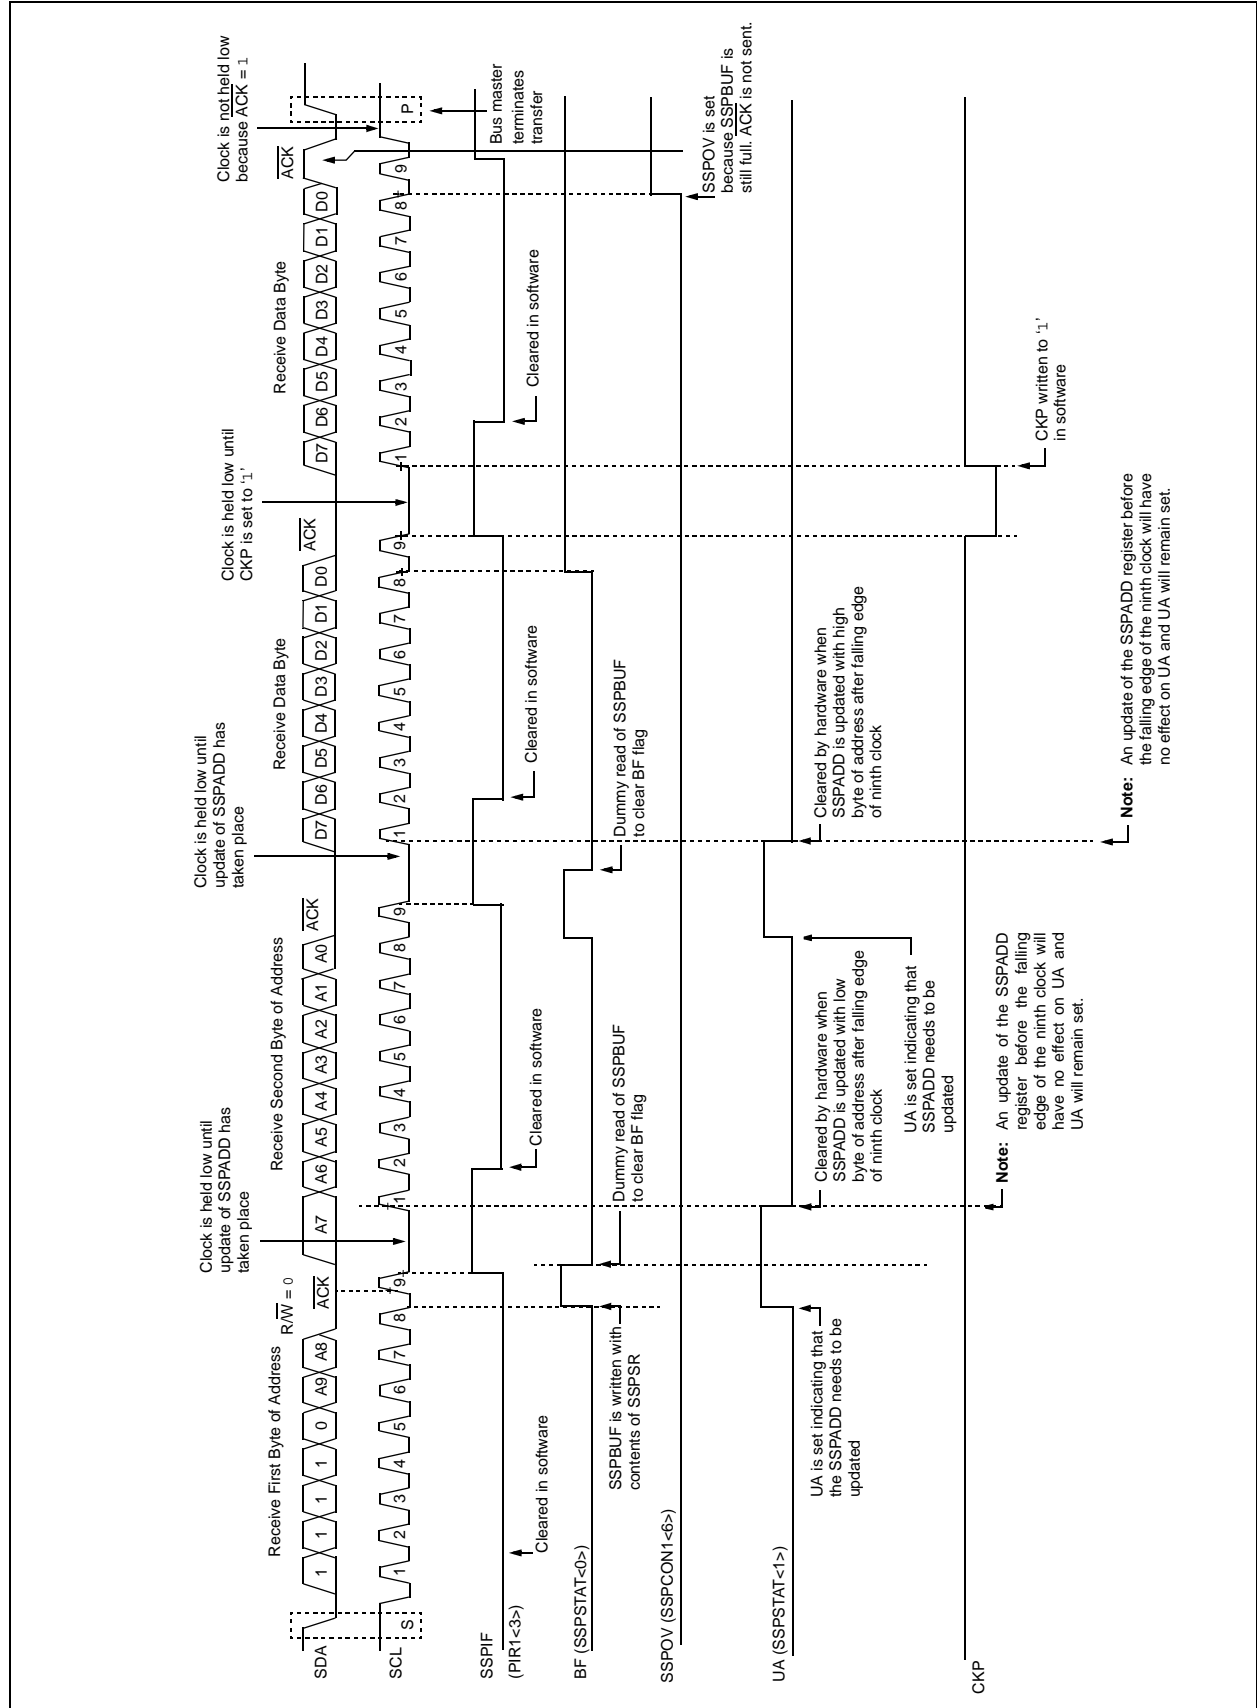 Clock is held low until
update of SSPADD has
taken place
Clock is held low until
update of SSPADD has
taken place
Clock is held low until
CKP is set to ‘1’
Clock is not held low
because ACK = 1
Receive First Byte of Address
R/W = 0
Receive Second Byte of Address
Receive Data Byte
Receive Data Byte
SDA
1 1 1 1 0 A9 A8
ACK
A7 A6 A5 A4 A3 A2 A1 A0
ACK
D7 D6 D5 D4 D3 D2 D1 D0
ACK
D7 D6 D5 D4 D3 D2 D1 D0
ACK
SCL
S
1 2 3 4 5 6 7 8 9
1 2 3 4 5 6 7 8 9
1 2 3 4 5 6 7 8 9
1 2 3 4 5 6 7 8 9
P
Bus master
terminates
transfer
SSPIF
(PIR1<3>)
Cleared in software
Cleared in software
Cleared in software
Cleared in software
BF (SSPSTAT<0>)
SSPBUF is written with
contents of SSPSR
Dummy read of SSPBUF
to clear BF flag
Dummy read of SSPBUF
to clear BF flag
SSPOV (SSPCON1<6>)
SSPOV is set
because SSPBUF is
still full. ACK is not sent.
UA (SSPSTAT<1>)
UA is set indicating that
the SSPADD needs to be
updated
Cleared by hardware when
SSPADD is updated with low
byte of address after falling edge
of ninth clock
UA is set indicating that
SSPADD needs to be
updated
Cleared by hardware when
SSPADD is updated with high
byte of address after falling edge
of ninth clock
CKP
CKP written to ‘1’
in software
Note: An update of the SSPADD
register before the falling
edge of the ninth clock will
have no effect on UA and
UA will remain set.
Note: An update of the SSPADD register before
the falling edge of the ninth clock will have
no effect on UA and UA will remain set.